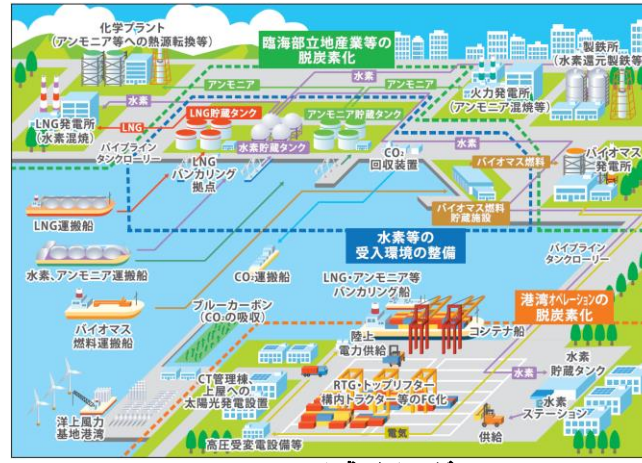 化学プラント
(アンモニア等への熱源転換等)
臨海部立地産業等の
脱炭素化
製鉄所
(水素還元製鉄等)
水素
アンモニア
アンモニア
水素
火力発電所
(アンモニア混焼等)
水素
LNG発電所
(水素混焼)
LNG
LNG貯蔵タンク
アンモニア貯蔵タンク
水素貯蔵タンク
パイプライン
タンクローリー
LNG
バンカリング
拠点
CO₂
回収装置
水素
バイオマス燃料
バイオマス
発電所
バイオマス燃料
貯蔵施設
LNG運搬船
水素等の
受入環境の整備
パイプライン
タンクローリー
水素、アンモニア運搬船
CO₂運搬船
LNG・アンモニア等
バンカリング船
港湾オペレーションの
脱炭素化
バイオマス
燃料運搬船
ブルーカーボン
(CO₂の吸収)
コンテナ船
陸上
電力供給
水素
貯蔵タンク
水素
CT管理棟、
上屋への
太陽光発電設置
RTG・トップリフター
構内トラクター等のFC化
水素
ステーション
洋上風力
基地港湾
供給
電気
高圧受変電設備等